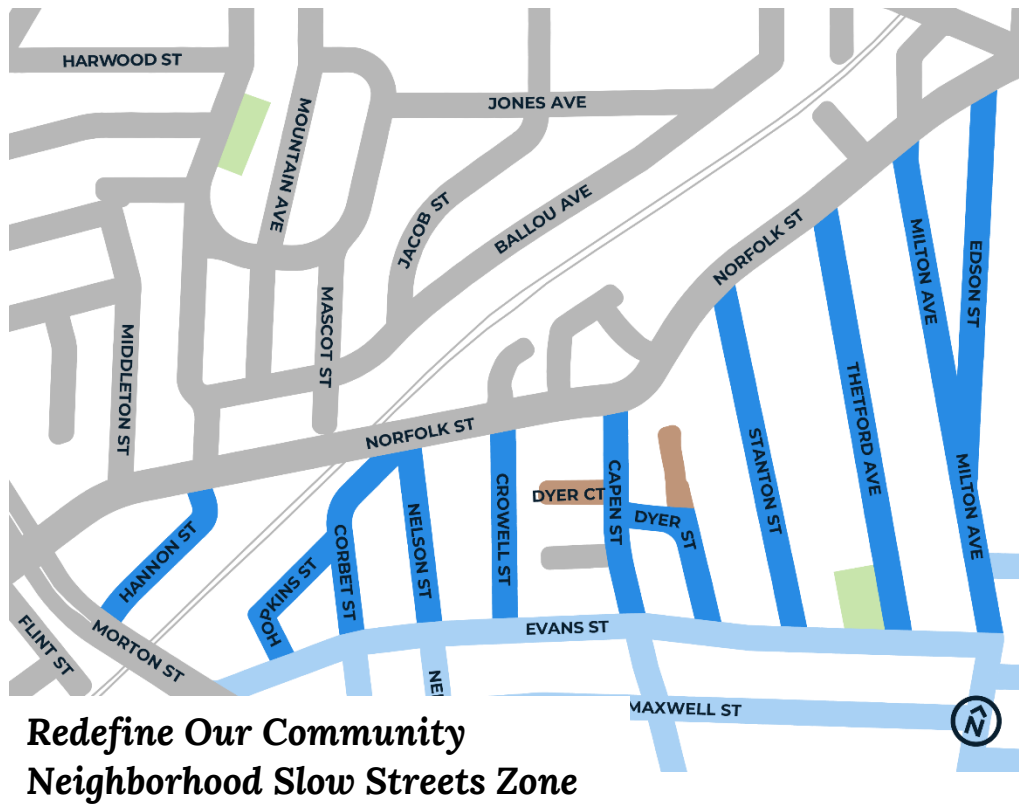 HARWOOD ST
MOUNTAIN AVE
JONES AVE
JACOB ST
BALLOU AVE
NORFOLK ST
MILTON AVE
EDSON ST
MIDDLETON ST
MASCOT ST
THETFORD AVE
NORFOLK ST
STANTON ST
CROWELL ST
DYER CT
CAPEN ST
DYER ST
MILTON AVE
HANNON ST
HOPKINS ST
CORBET ST
NELSON ST
FLINT ST
MORTON ST
EVANS ST
NE
MAXWELL ST
N
Redefine Our Community
Neighborhood Slow Streets Zone